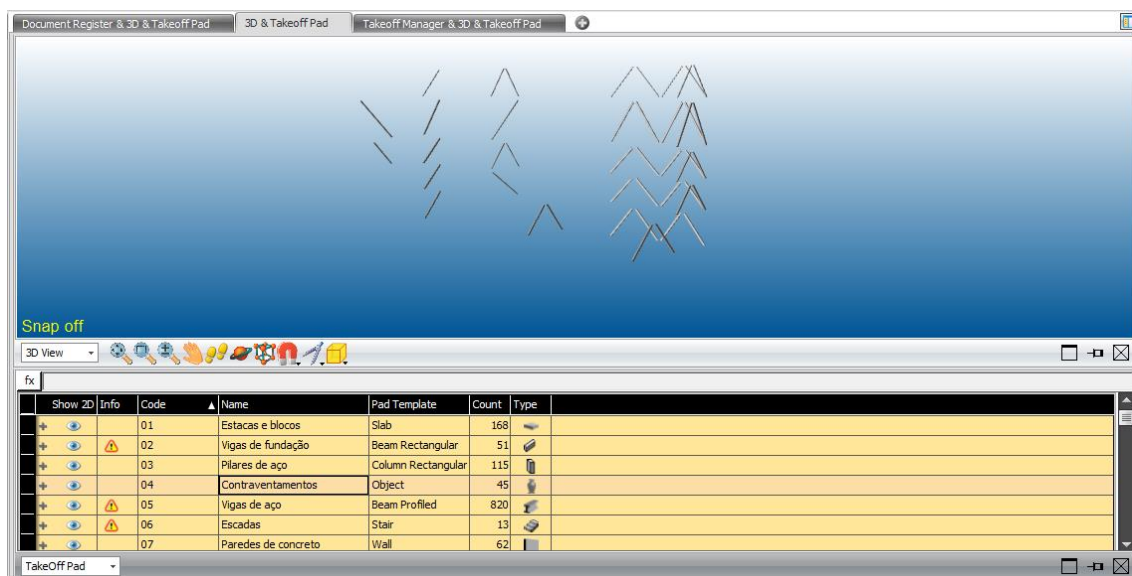 Document Register & 3D & Takeoff Pad 3D & Takeoff Pad Takeoff Manager & 3D & Takeoff Pad
Snap off
3D View
fx
Show 2D Info Code Name Pad Template Count Type
01 Estacas e blocos Slab 168
02 Vigas de fundação Beam Rectangular 51
03 Pilares de aço Column Rectangular 115
04 Contraventamentos Object 45
05 Vigas de aço Beam Profiled 820
06 Escadas Stair 13
07 Paredes de concreto Wall 62
TakeOff Pad